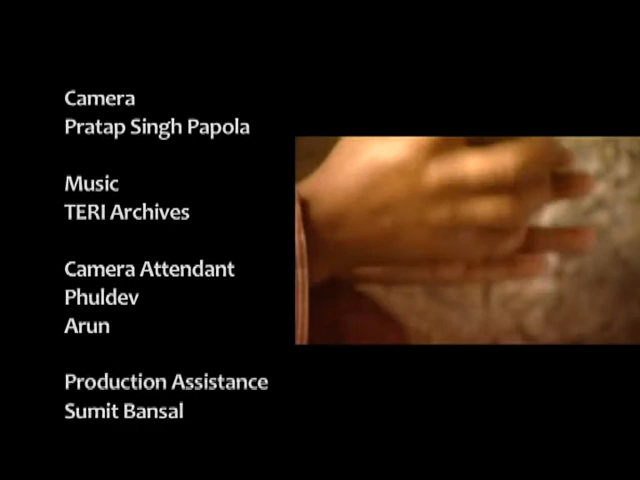 Camera
Pratap Singh Papola
Music
TERI Archives
Camera Attendant
Phuldev
Arun
Production Assistance
Sumit Bansal